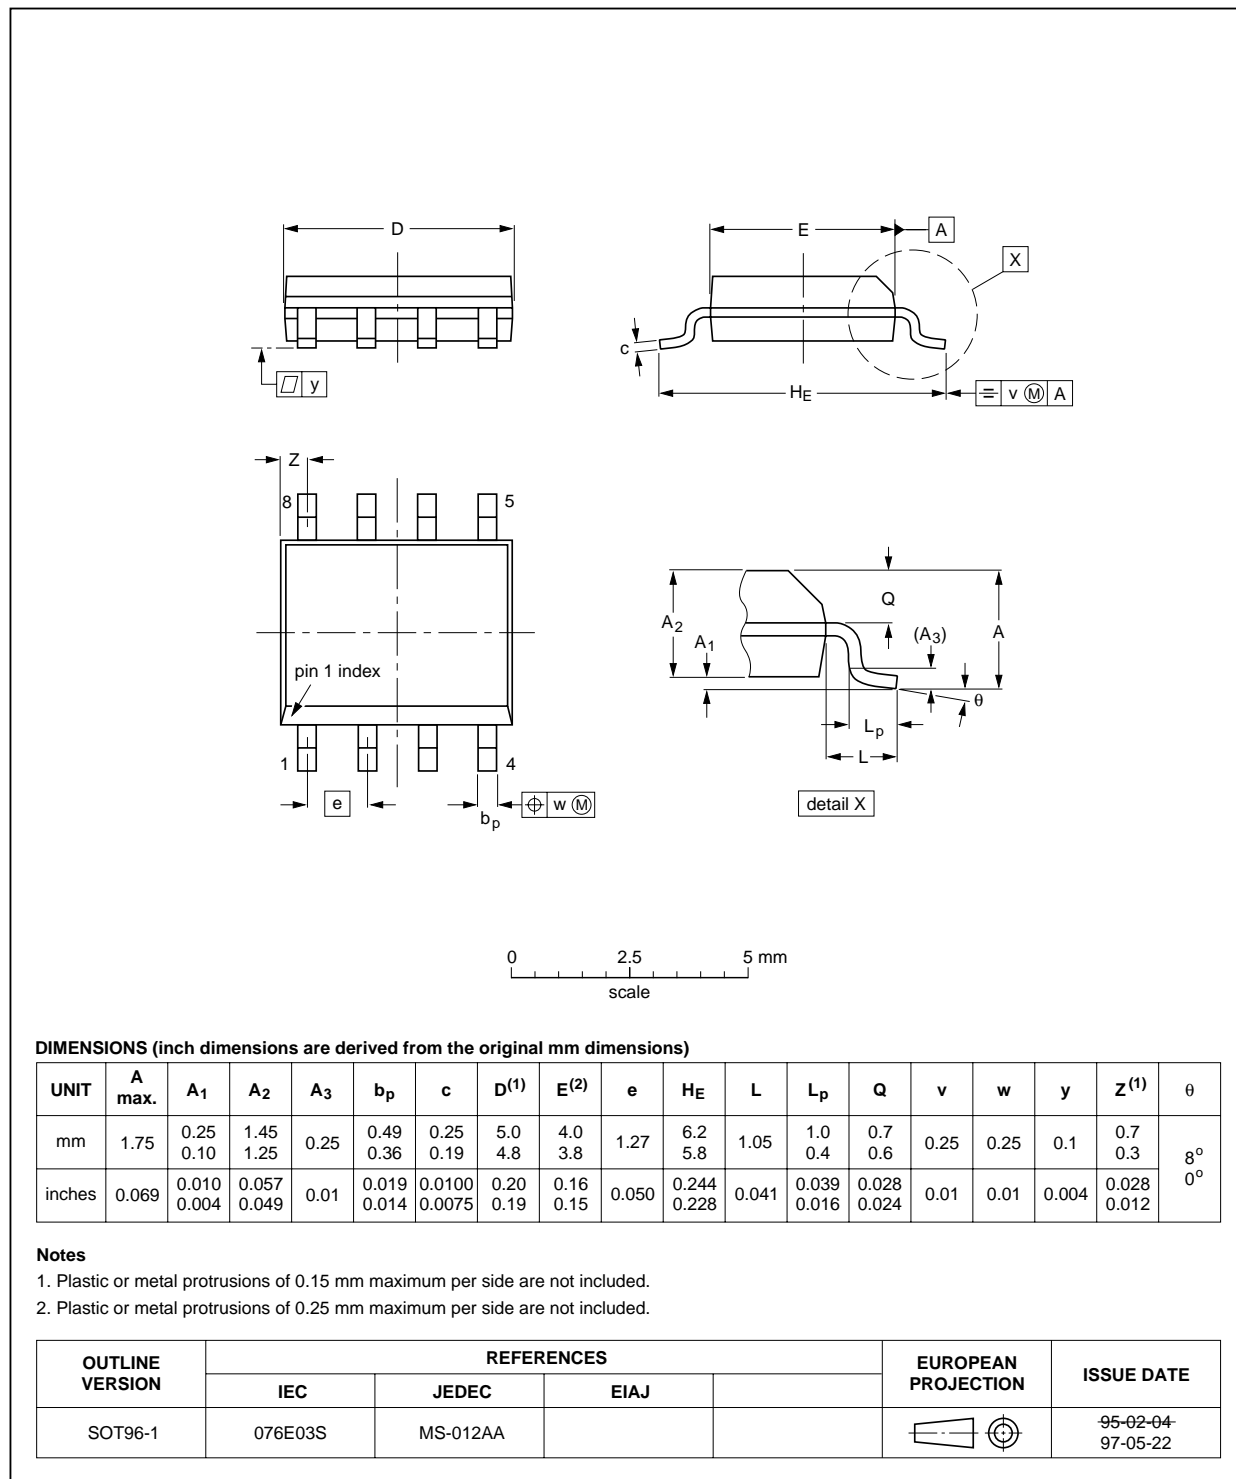 D
E
A
X
c
y
HE
v M A
Z
8
5
pin 1 index
1
4
e
bp
w M
Q
A2
A1
(A3)
A
θ
Lp
L
detail X
0 2.5 5 mm
scale
DIMENSIONS (inch dimensions are derived from the original mm dimensions)
UNIT A max. A1 A2 A3 bp c D(1) E(2) e HE L Lp Q v w y Z(1) θ
mm 1.75 0.25 0.10 1.45 1.25 0.25 0.49 0.36 0.25 0.19 5.0 4.8 4.0 3.8 1.27 6.2 5.8 1.05 1.0 0.4 0.7 0.6 0.25 0.25 0.1 0.7 0.3 8o 0o
inches 0.069 0.010 0.004 0.057 0.049 0.01 0.019 0.014 0.0100 0.0075 0.20 0.19 0.16 0.15 0.050 0.244 0.228 0.041 0.039 0.016 0.028 0.024 0.01 0.01 0.004 0.028 0.012
Notes
1. Plastic or metal protrusions of 0.15 mm maximum per side are not included.
2. Plastic or metal protrusions of 0.25 mm maximum per side are not included.
OUTLINE VERSION REFERENCES EUROPEAN PROJECTION ISSUE DATE
IEC JEDEC EIAJ
SOT96-1 076E03S MS-012AA 95-02-04
97-05-22